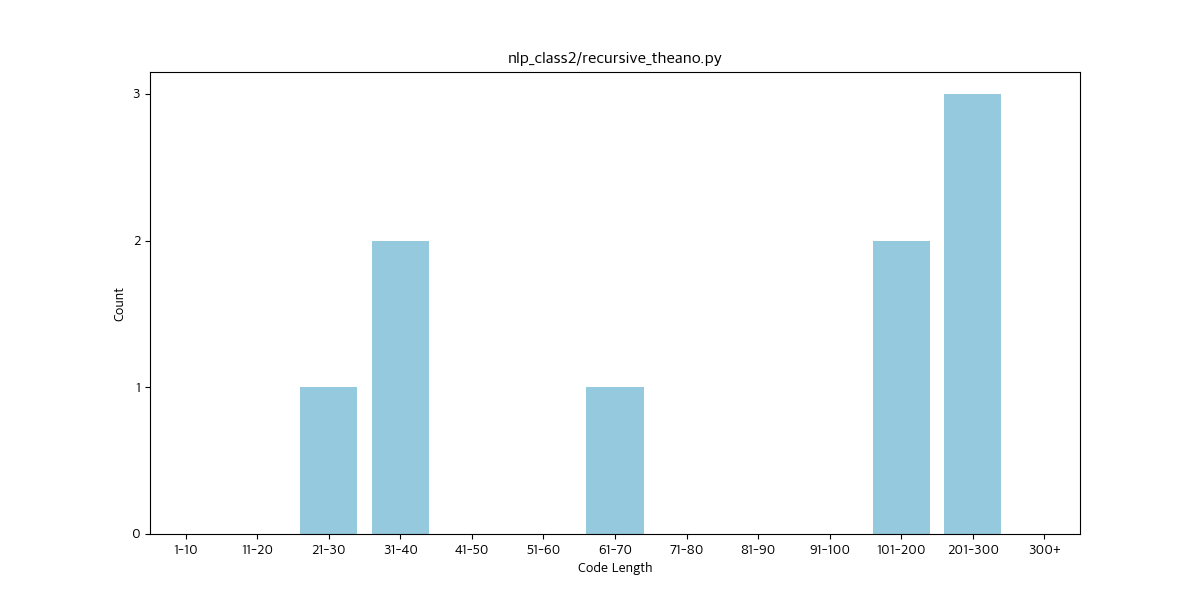 nlp_class2/recursive_theano.py
Count
3
2
1
0
1-10 11-20 21-30 31-40 41-50 51-60 61-70 71-80 81-90 91-100 101-200 201-300 300+
Code Length